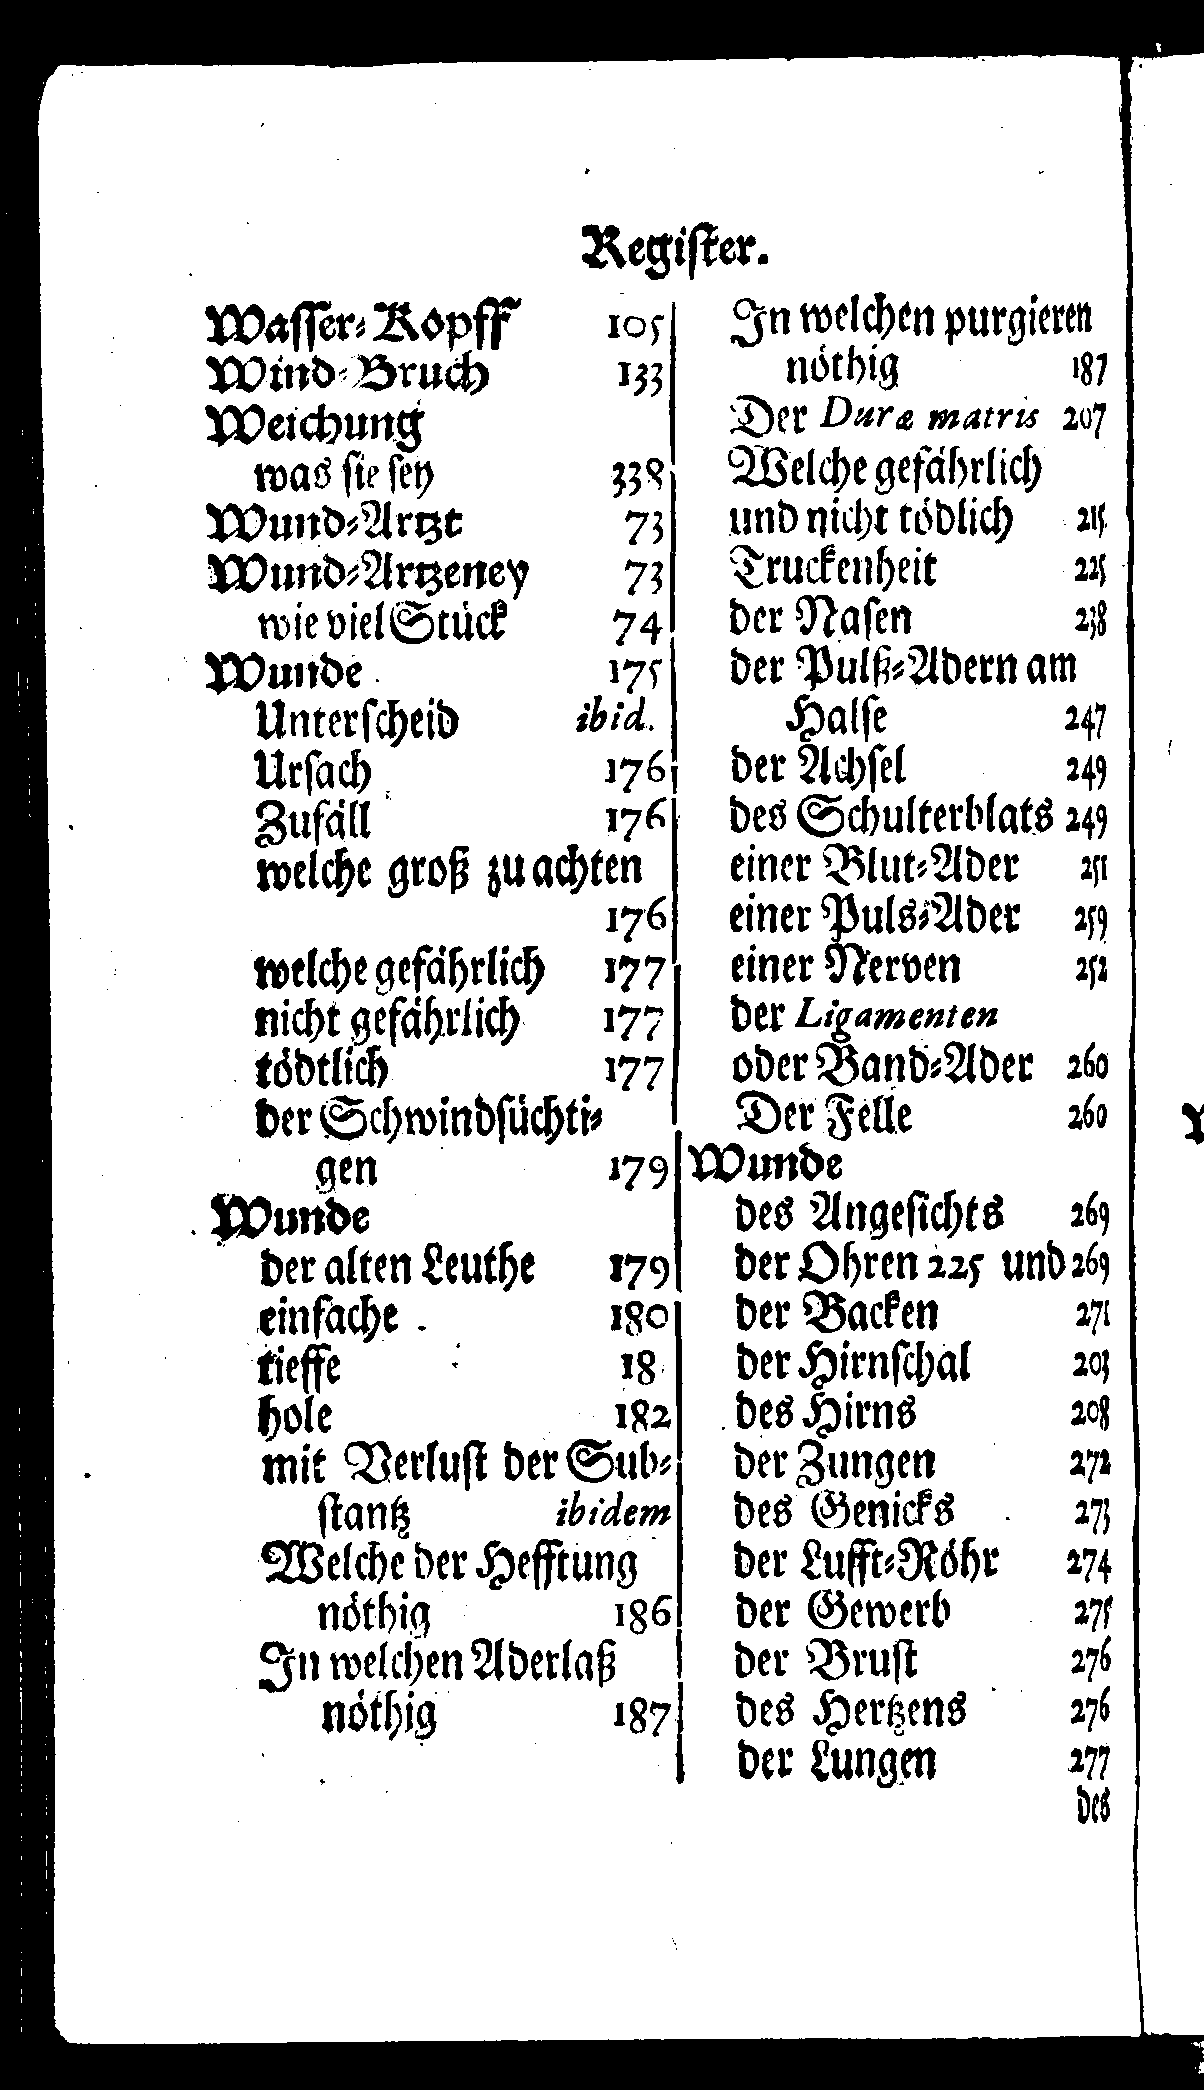 Register.
Wasser-Kopff 105
Wind-Bruch 133
Weichung
was sie sey 338
Wund-Artzt 73
Wund-Artzeney 73
wie viel Stück 74
Wunde 175
Unterscheid ibid.
Ursach 176
Zufäll 176
welche groß zu achten
176
welche gefährlich 177
nicht gefährlich 177
tödtlich 177
der Schwindsüchti-
gen 179
Wunde
der alten Leuthe 179
einfache 180
tieffe 18
hole 182
mit Verlust der Sub-
stantz ibidem
Welche der Hefftung
nöthig 186
In welchen Aderlaß
nöthig 187
In welchen purgieren
nöthig 187
Der Duræ matris 207
Welche gefährlich
und nicht tödlich 215
Truckenheit 225
der Nasen 238
der Pulß-Adern am
Halse 247
der Achsel 249
des Schulterblats 249
einer Blut-Ader 251
einer Puls-Ader 259
einer Nerven 252
der Ligamenten
oder Band-Ader 260
Der Felle 260
Wunde
des Angesichts 269
der Ohren 225 und 269
der Backen 271
der Hirnschal 203
des Hirns 208
der Zungen 272
des Genicks 273
der Lufft-Röhr 274
der Gewerb 275
der Brust 276
des Hertzens 276
der Lungen 277
des